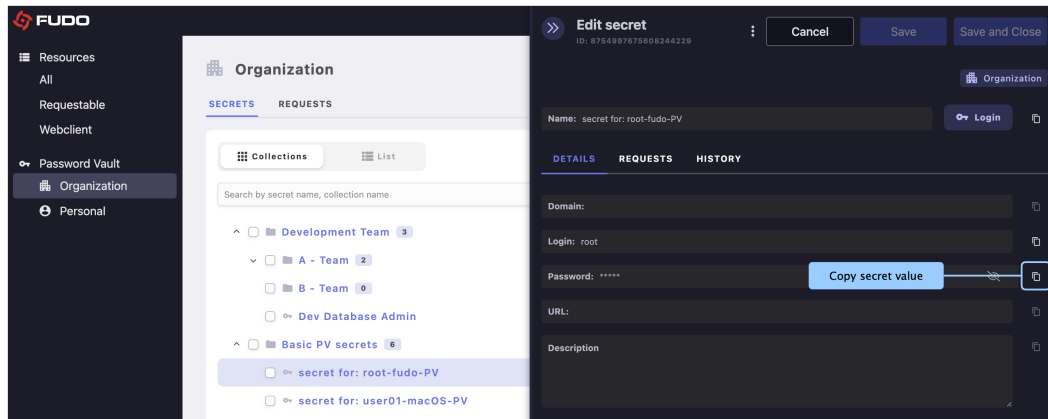 FUDO
Resources
All
Requestable
Webclient
Password Vault
Organization
Personal
Organization
SECRETS REQUESTS
Collections List
Search by secret name, collection name
Development Team 3
A - Team 2
B - Team 0
Dev Database Admin
Basic PV secrets 6
secret for: root-fudo-PV
secret for: user01-macOS-PV
Edit secret
ID: 8754997675608244229
Cancel Save Save and Close
Organization
Name: secret for: root-fudo-PV Login
DETAILS REQUESTS HISTORY
Domain:
Login: root
Password: ***** Copy secret value
URL:
Description